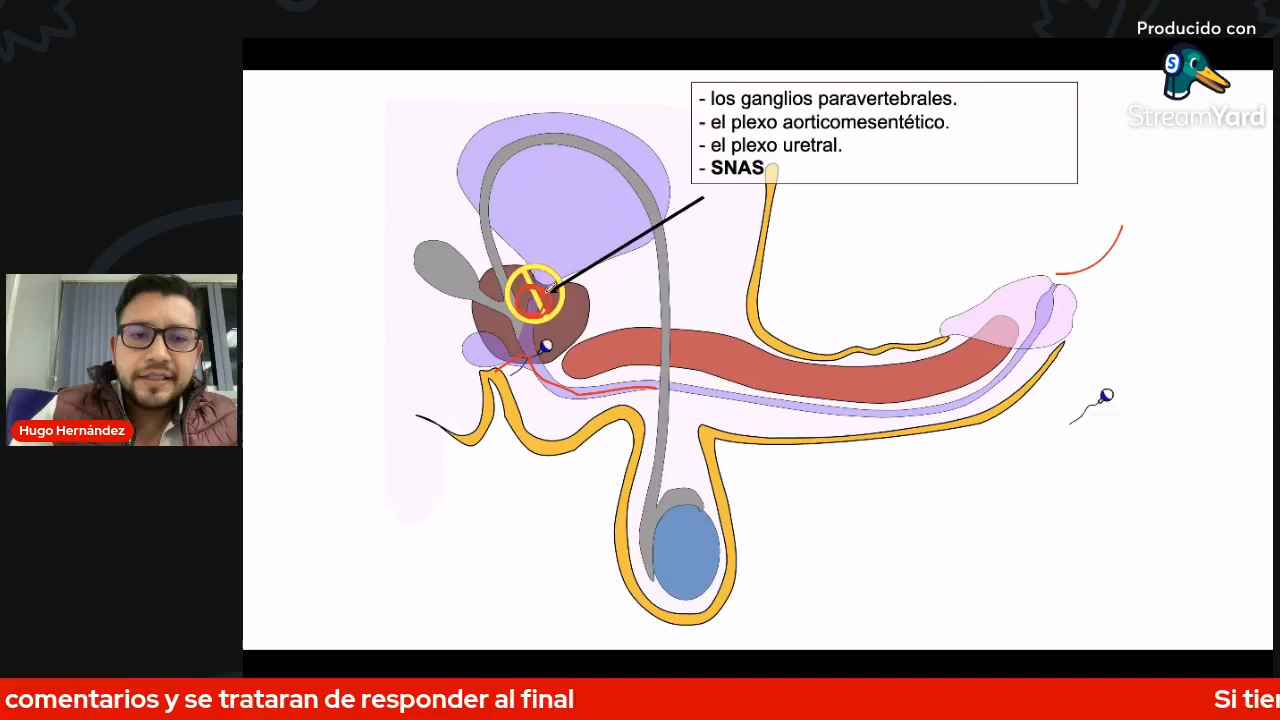 Producido con
S
StreamYard
- los ganglios paravertebrales.
- el plexo aorticomesentético.
- el plexo uretral.
- SNAS
Hugo Hernández
comentarios y se trataran de responder al final
Si tier